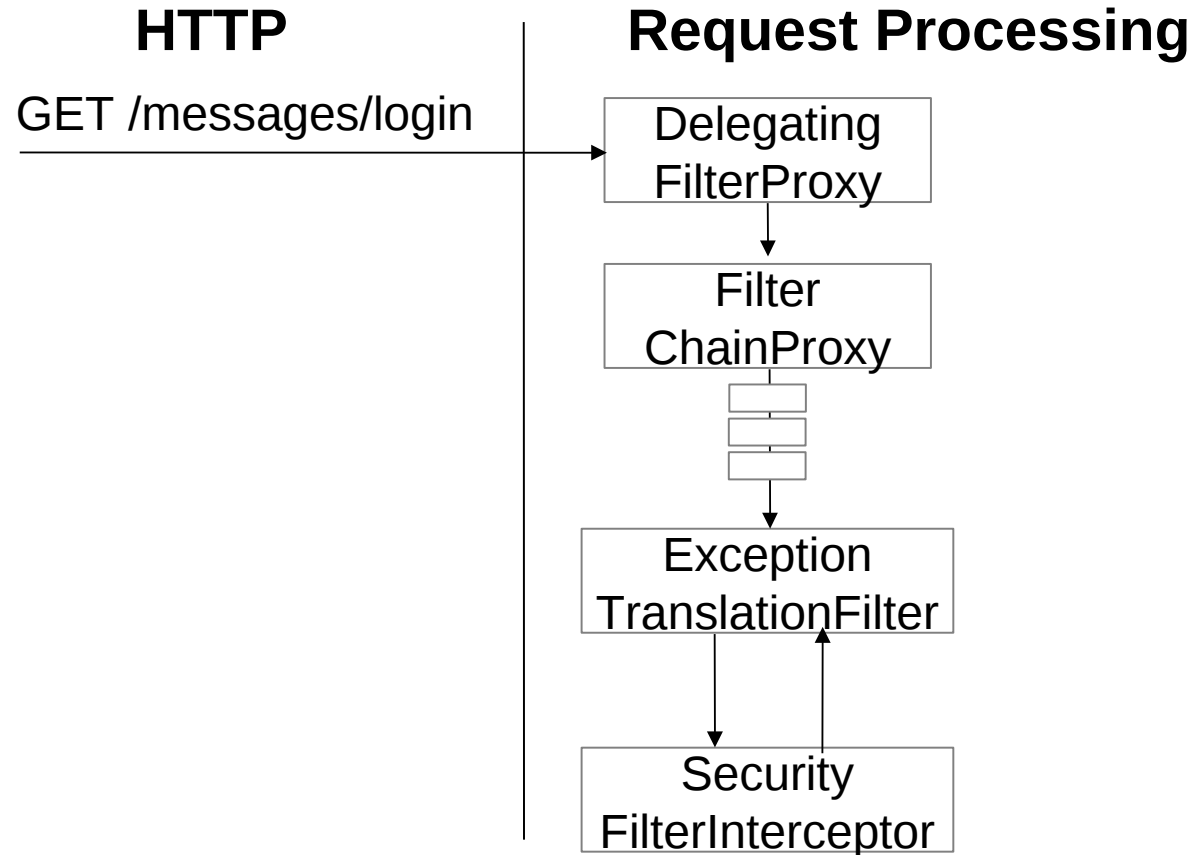 HTTP
Request Processing
GET /messages/login
Delegating
FilterProxy
Filter
ChainProxy
Exception
TranslationFilter
Security
FilterInterceptor